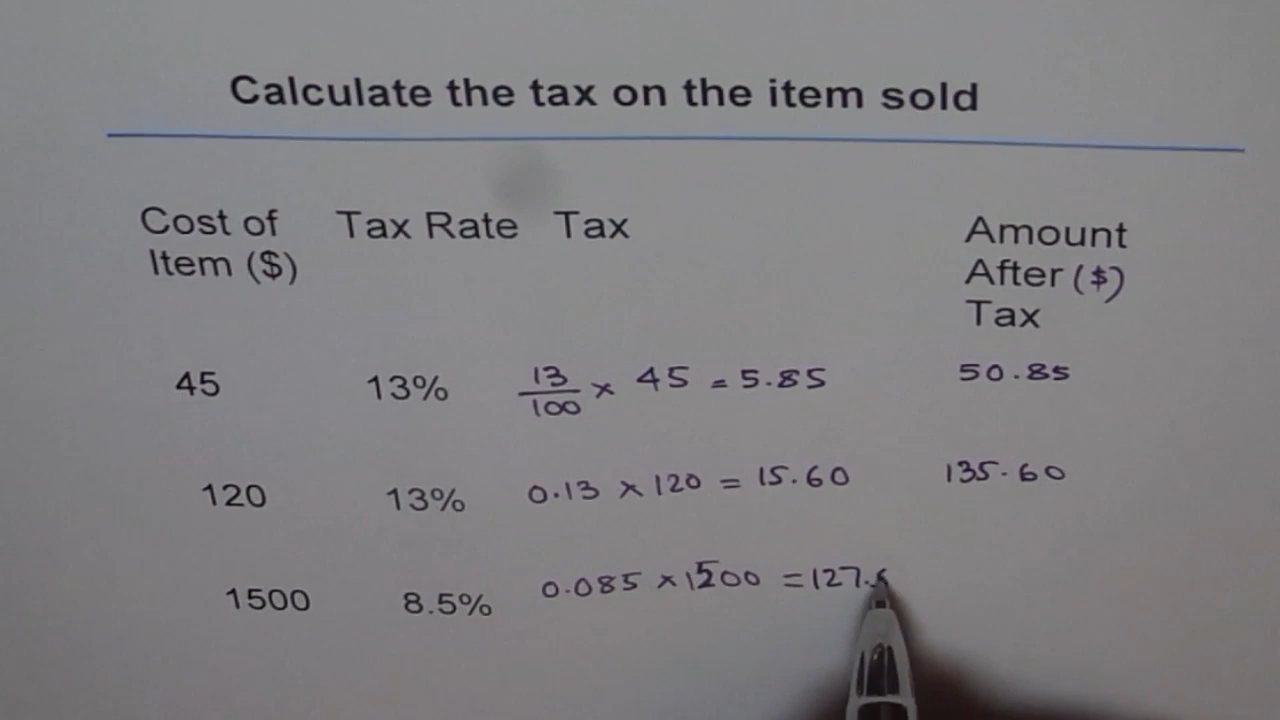 Calculate the tax on the item sold
Cost of Item ($) Tax Rate Tax Amount After ($) Tax
45 13% 13/100 × 45 = 5.85 50.85
120 13% 0.13 × 120 = 15.60 135.60
1500 8.5% 0.085 × 1500 = 127.